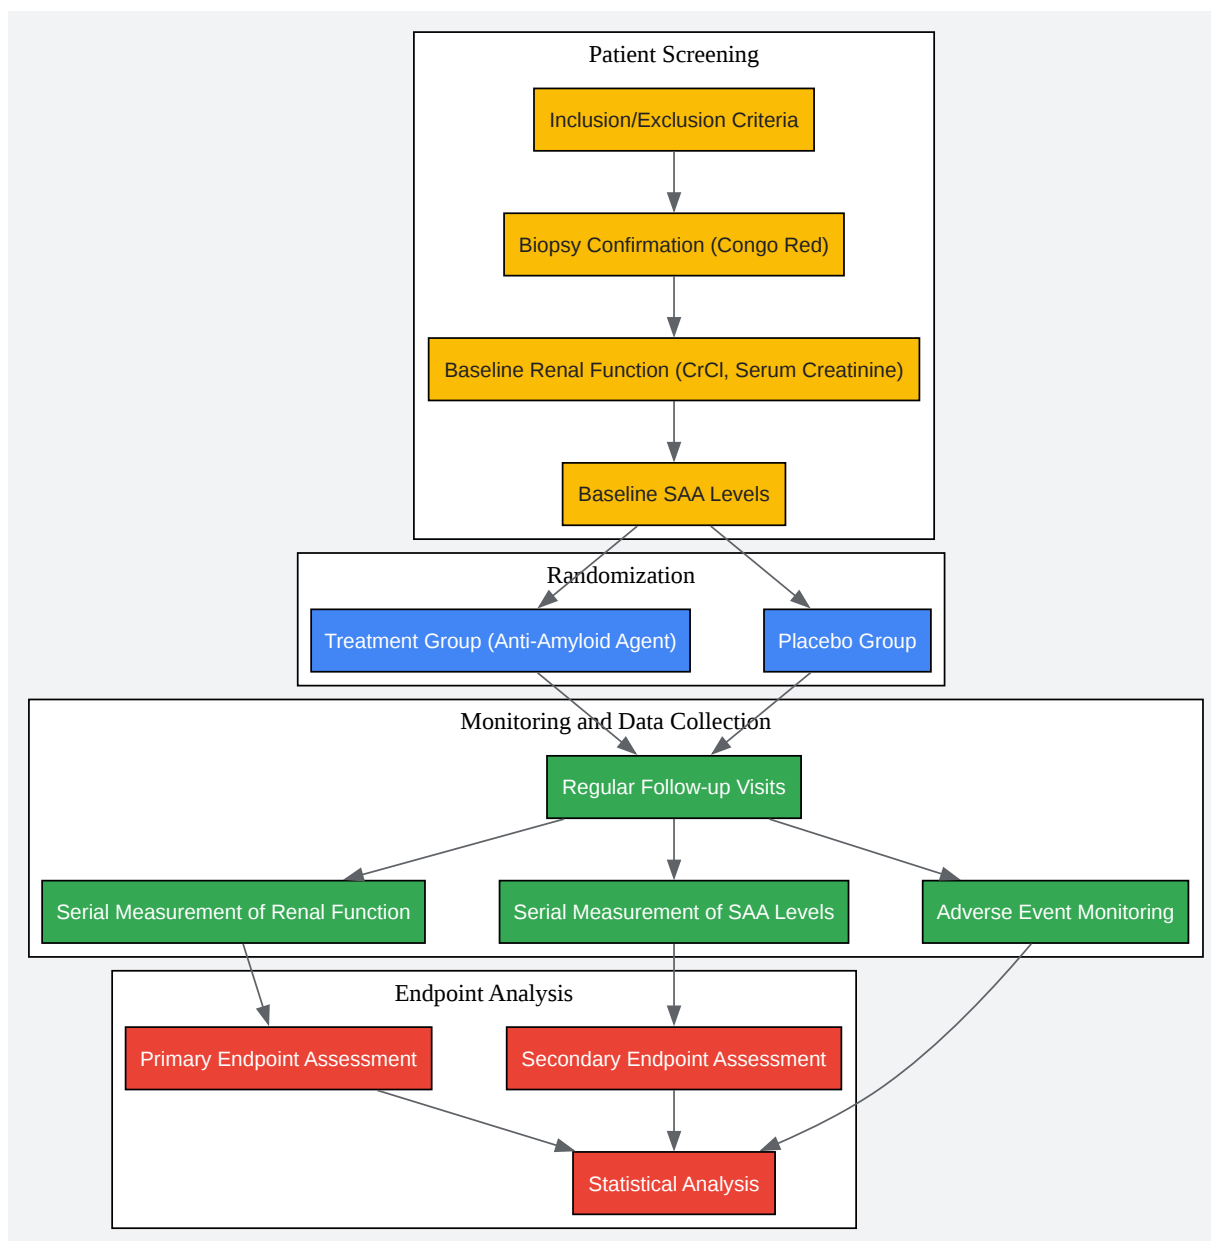 Patient Screening
Inclusion/Exclusion Criteria
Biopsy Confirmation (Congo Red)
Baseline Renal Function (CrCl, Serum Creatinine)
Baseline SAA Levels
Randomization
Treatment Group (Anti-Amyloid Agent)
Placebo Group
Monitoring and Data Collection
Regular Follow-up Visits
Serial Measurement of Renal Function
Serial Measurement of SAA Levels
Adverse Event Monitoring
Endpoint Analysis
Primary Endpoint Assessment
Secondary Endpoint Assessment
Statistical Analysis